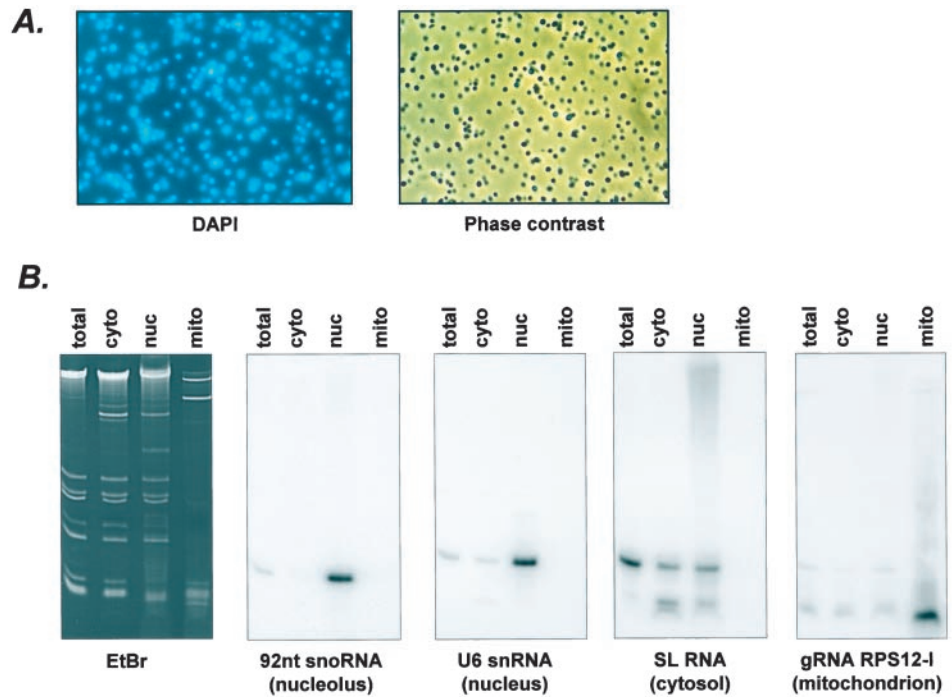 A.
DAPI
Phase contrast
B.
total cyto nuc mito
total cyto nuc mito
total cyto nuc mito
total cyto nuc mito
total cyto nuc mito
EtBr
92nt snoRNA
(nucleolus)
U6 snRNA
(nucleus)
SL RNA
(cytosol)
gRNA RPS12-I
(mitochondrion)